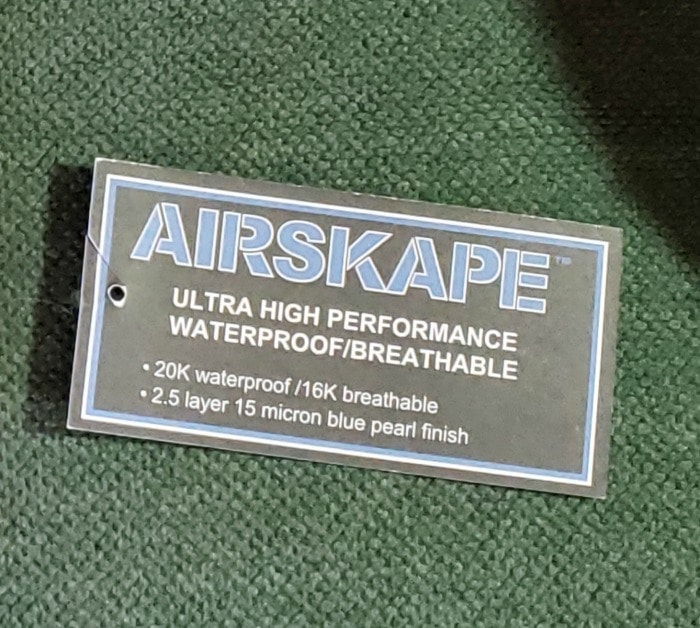 AIRSKAPE™
ULTRA HIGH PERFORMANCE
WATERPROOF/BREATHABLE
• 20K waterproof /16K breathable
• 2.5 layer 15 micron blue pearl finish